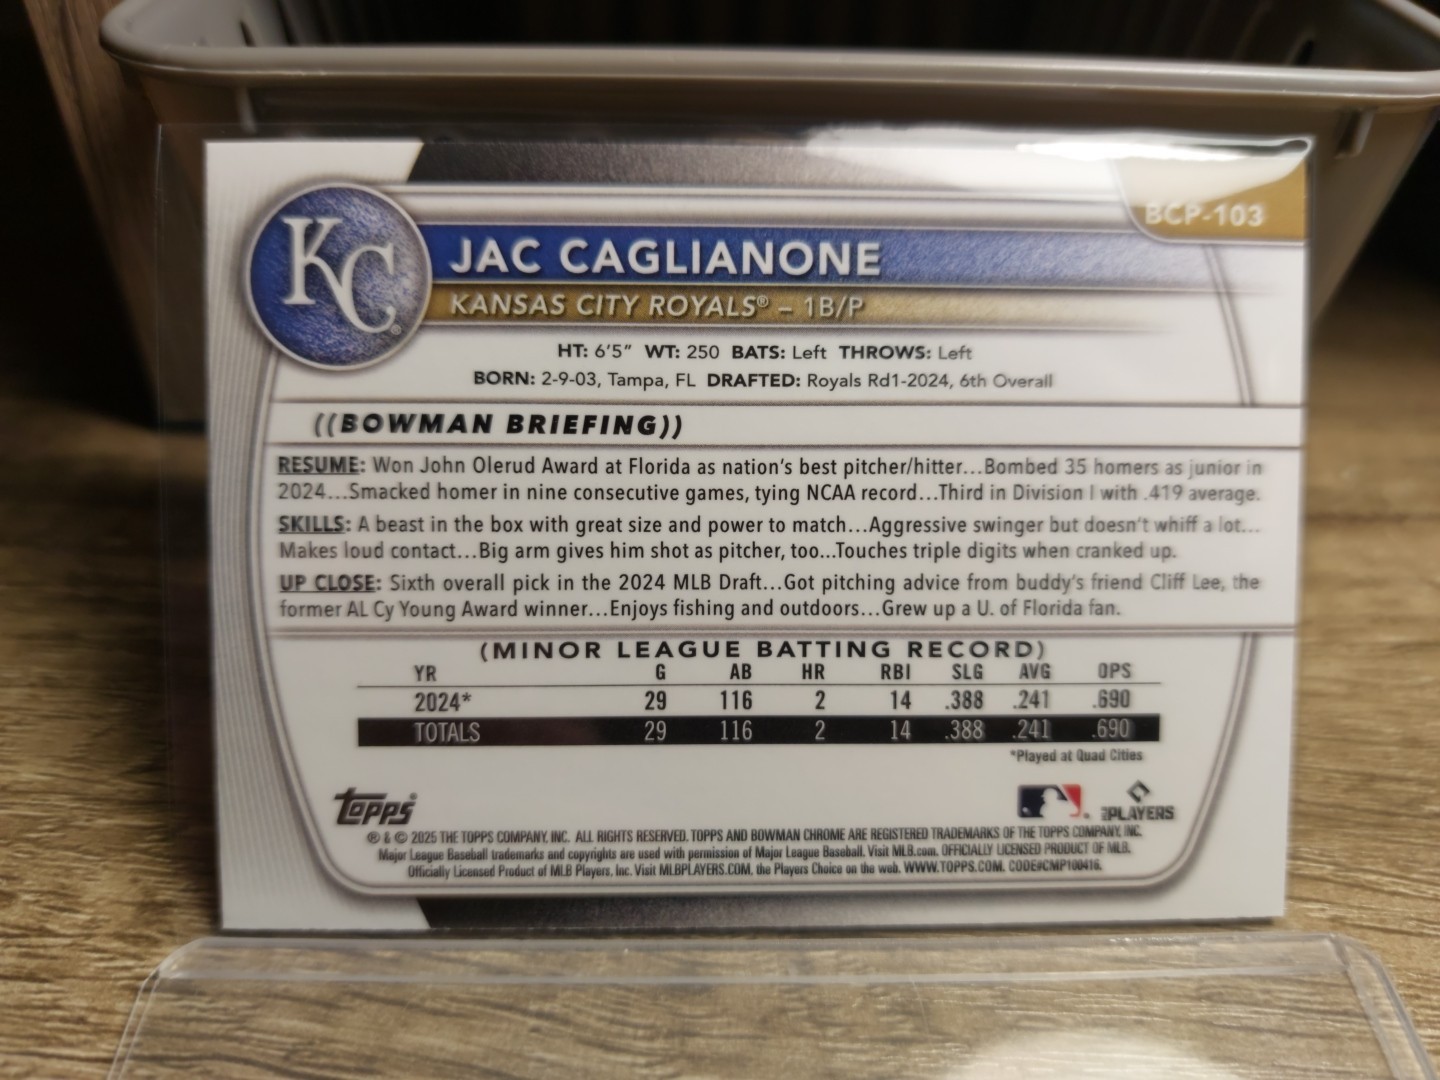 KC®
BCP-103
JAC CAGLIANONE
KANSAS CITY ROYALS® – 1B/P
HT: 6'5" WT: 250 BATS: Left THROWS: Left
BORN: 2-9-03, Tampa, FL DRAFTED: Royals Rd1-2024, 6th Overall
((BOWMAN BRIEFING))
RESUME: Won John Olerud Award at Florida as nation's best pitcher/hitter...Bombed 35 homers as junior in
2024...Smacked homer in nine consecutive games, tying NCAA record...Third in Division I with .419 average.
SKILLS: A beast in the box with great size and power to match...Aggressive swinger but doesn't whiff a lot...
Makes loud contact...Big arm gives him shot as pitcher, too...Touches triple digits when cranked up.
UP CLOSE: Sixth overall pick in the 2024 MLB Draft...Got pitching advice from buddy's friend Cliff Lee, the
former AL Cy Young Award winner...Enjoys fishing and outdoors...Grew up a U. of Florida fan.
(MINOR LEAGUE BATTING RECORD)
YR G AB HR RBI SLG AVG OPS
2024* 29 116 2 14 .388 .241 .690
TOTALS 29 116 2 14 .388 .241 .690
*Played at Quad Cities
Topps® MLB PLAYERS
® & © 2025 THE TOPPS COMPANY, INC. ALL RIGHTS RESERVED. TOPPS AND BOWMAN CHROME ARE REGISTERED TRADEMARKS OF THE TOPPS COMPANY, INC.
Major League Baseball trademarks and copyrights are used with permission of Major League Baseball. Visit MLB.com. OFFICIALLY LICENSED PRODUCT OF MLB.
Officially Licensed Product of MLB Players, Inc. Visit MLBPLAYERS.COM, the Players Choice on the web. WWW.TOPPS.COM. CODE#CMP100416.